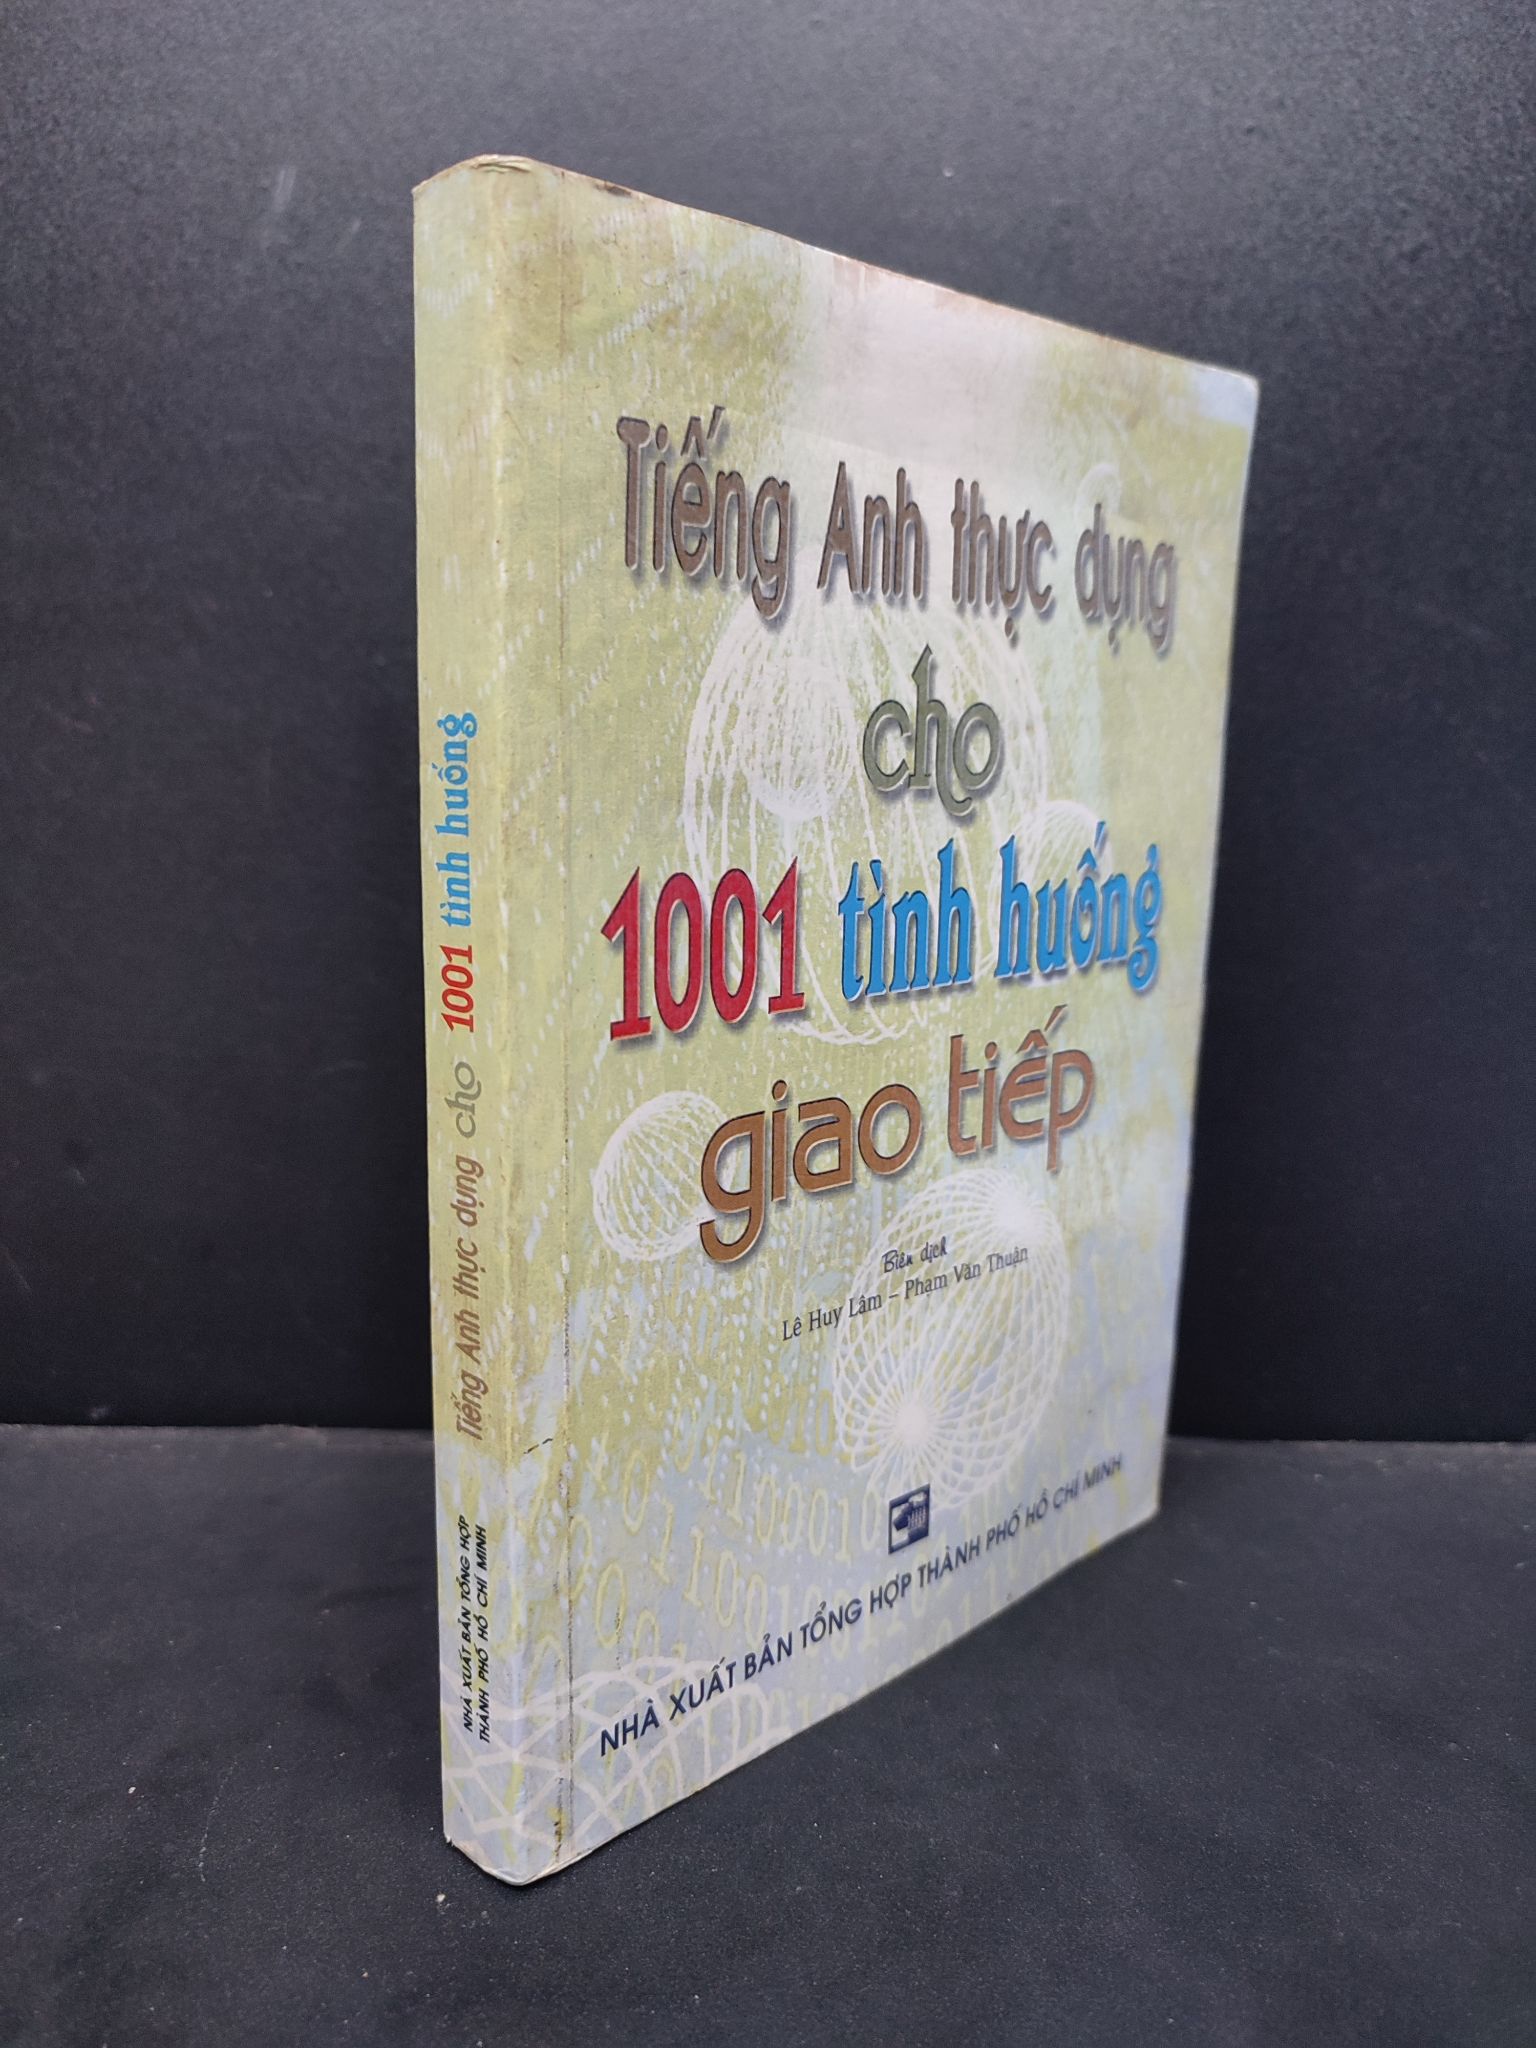 Tiếng Anh thực dụng
cho
1001 tình huống
giao tiếp
Biên dịch
Lê Huy Lâm – Phạm Văn Thuận
NHÀ XUẤT BẢN TỔNG HỢP THÀNH PHỐ HỒ CHÍ MINH
Tiếng Anh thực dụng cho 1001 tình huống
NHÀ XUẤT BẢN TỔNG HỢP
THÀNH PHỐ HỒ CHÍ MINH